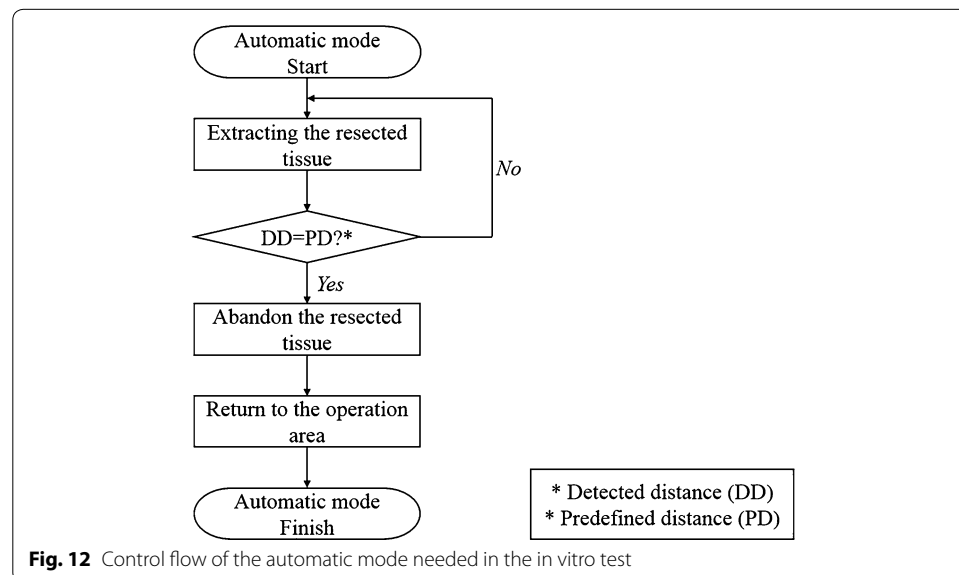 Automatic mode
Start
Extracting the resected
tissue
No
DD=PD?*
Yes
Abandon the resected
tissue
Return to the operation
area
Automatic mode
Finish
* Detected distance (DD)
* Predefined distance (PD)
Fig. 12 Control flow of the automatic mode needed in the in vitro test